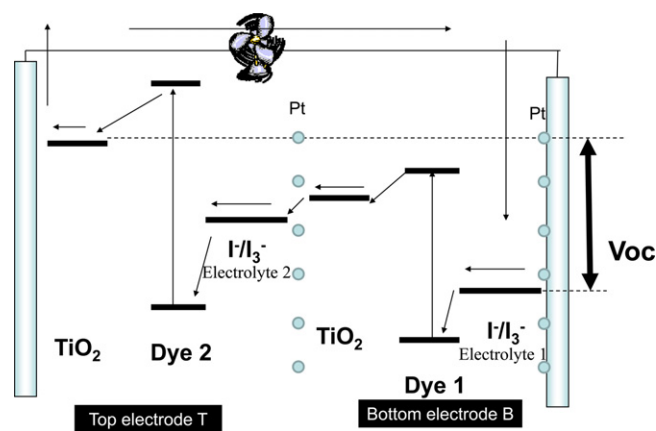 Pt
Pt
Voc
I⁻/I₃⁻
Electrolyte 2
I⁻/I₃⁻
Electrolyte 1
TiO₂
Dye 2
TiO₂
Dye 1
Top electrode T
Bottom electrode B